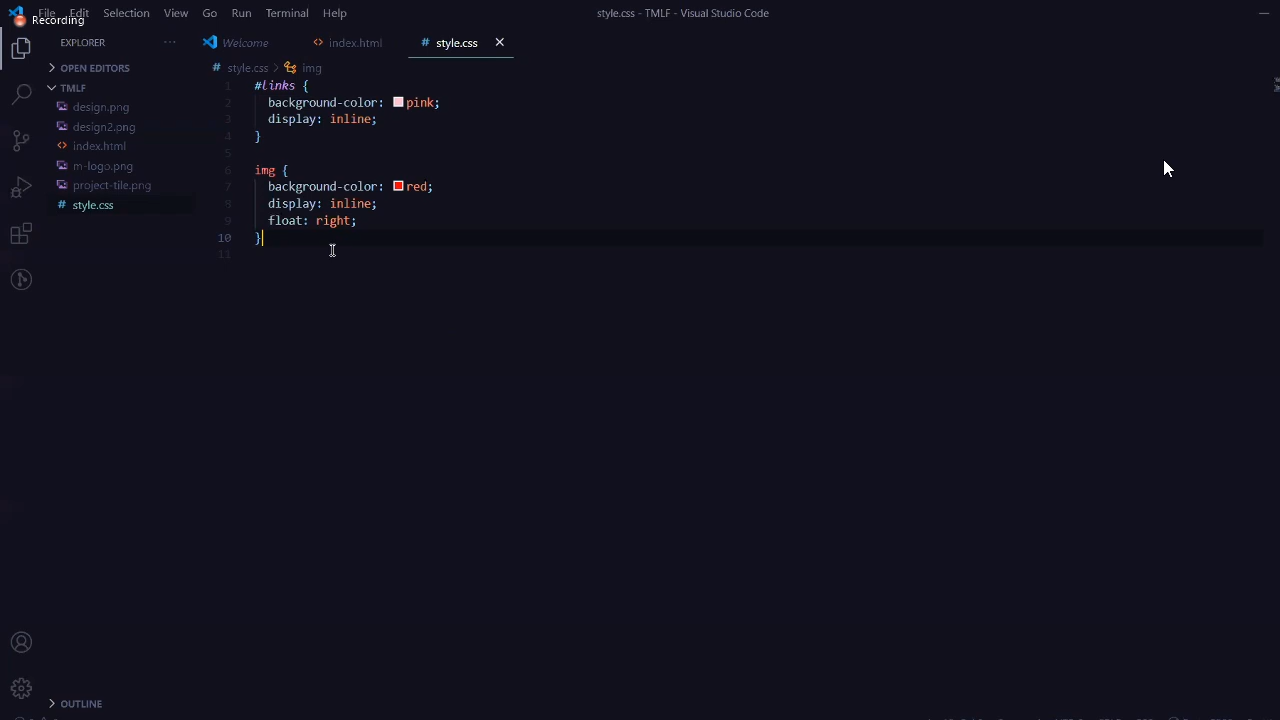 File Edit Selection View Go Run Terminal Help
style.css - TMLF - Visual Studio Code
Recording
EXPLORER
Welcome
index.html
# style.css
OPEN EDITORS
# style.css > img
TMLF
design.png
design2.png
index.html
m-logo.png
project-tile.png
# style.css
1 #links {
2 background-color: pink;
3 display: inline;
4 }
5
6 img {
7 background-color: red;
8 display: inline;
9 float: right;
10 }
11
OUTLINE